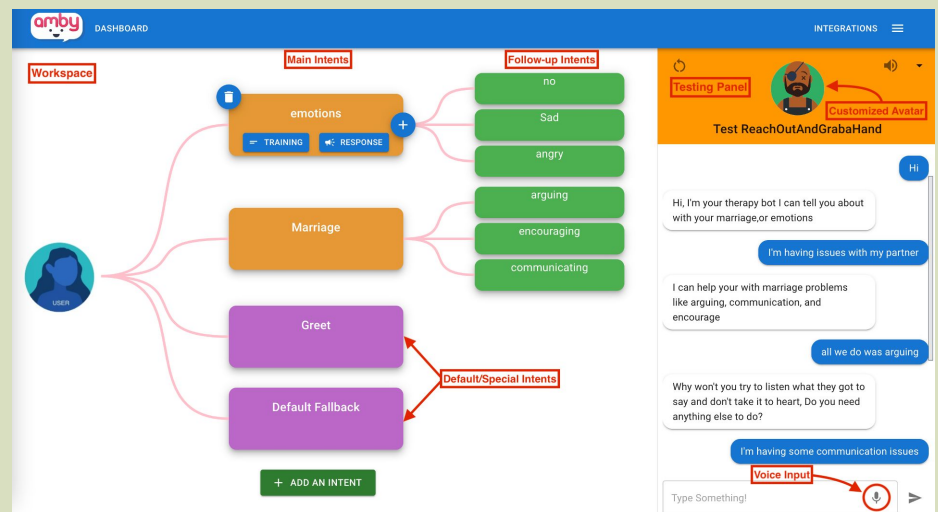 amby
DASHBOARD
INTEGRATIONS
Workspace
Main Intents
Follow-up Intents
emotions
TRAINING
RESPONSE
no
Sad
angry
Marriage
arguing
encouraging
communicating
USER
Greet
Default/Special Intents
Default Fallback
+ ADD AN INTENT
Testing Panel
Customized Avatar
Test ReachOutAndGrabaHand
Hi
Hi, I'm your therapy bot I can tell you about
with your marriage,or emotions
I'm having issues with my partner
I can help your with marriage problems
like arguing, communication, and
encourage
all we do was arguing
Why won't you try to listen what they got to
say and don't take it to heart, Do you need
anything else to do?
I'm having some communication issues
Voice Input
Type Something!